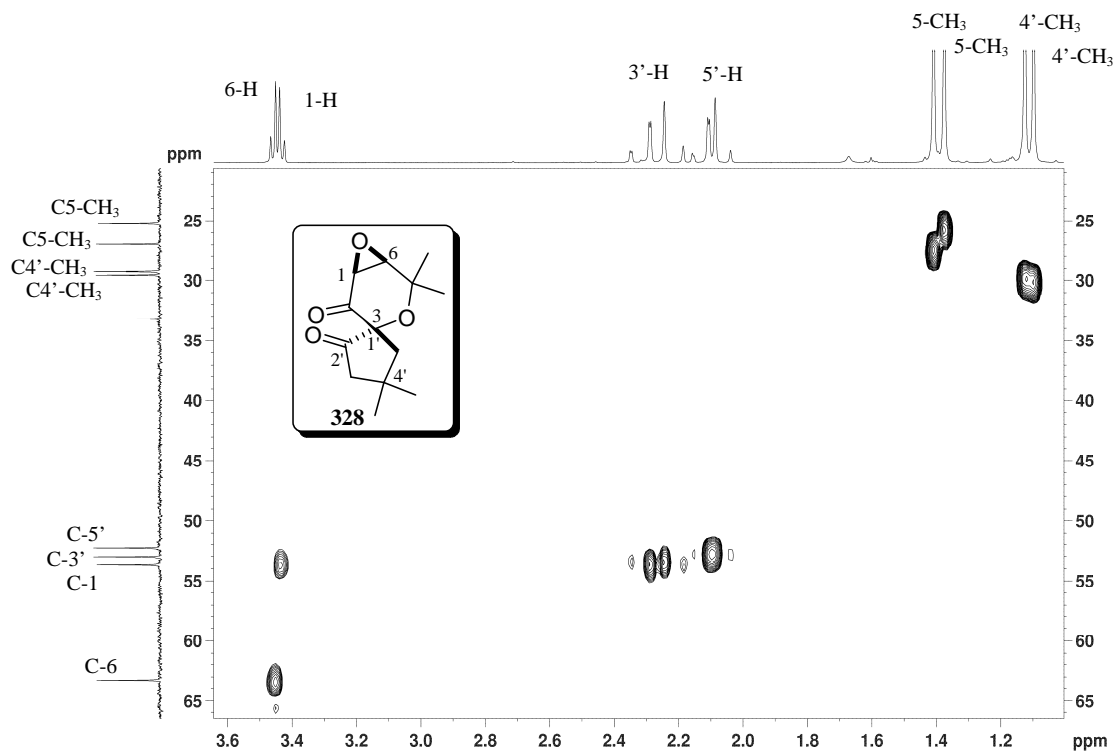 5-CH3
4'-CH3
5-CH3
4'-CH3
3'-H
5'-H
6-H
1-H
ppm
C5-CH3
C5-CH3
C4'-CH3
C4'-CH3
C-5'
C-3'
C-1
C-6
O
6
1
O
3
O
O
1'
2'
4'
328
25
30
35
40
45
50
55
60
65
25
30
35
40
45
50
55
60
65
3.6 3.4 3.2 3.0 2.8 2.6 2.4 2.2 2.0 1.8 1.6 1.4 1.2 ppm